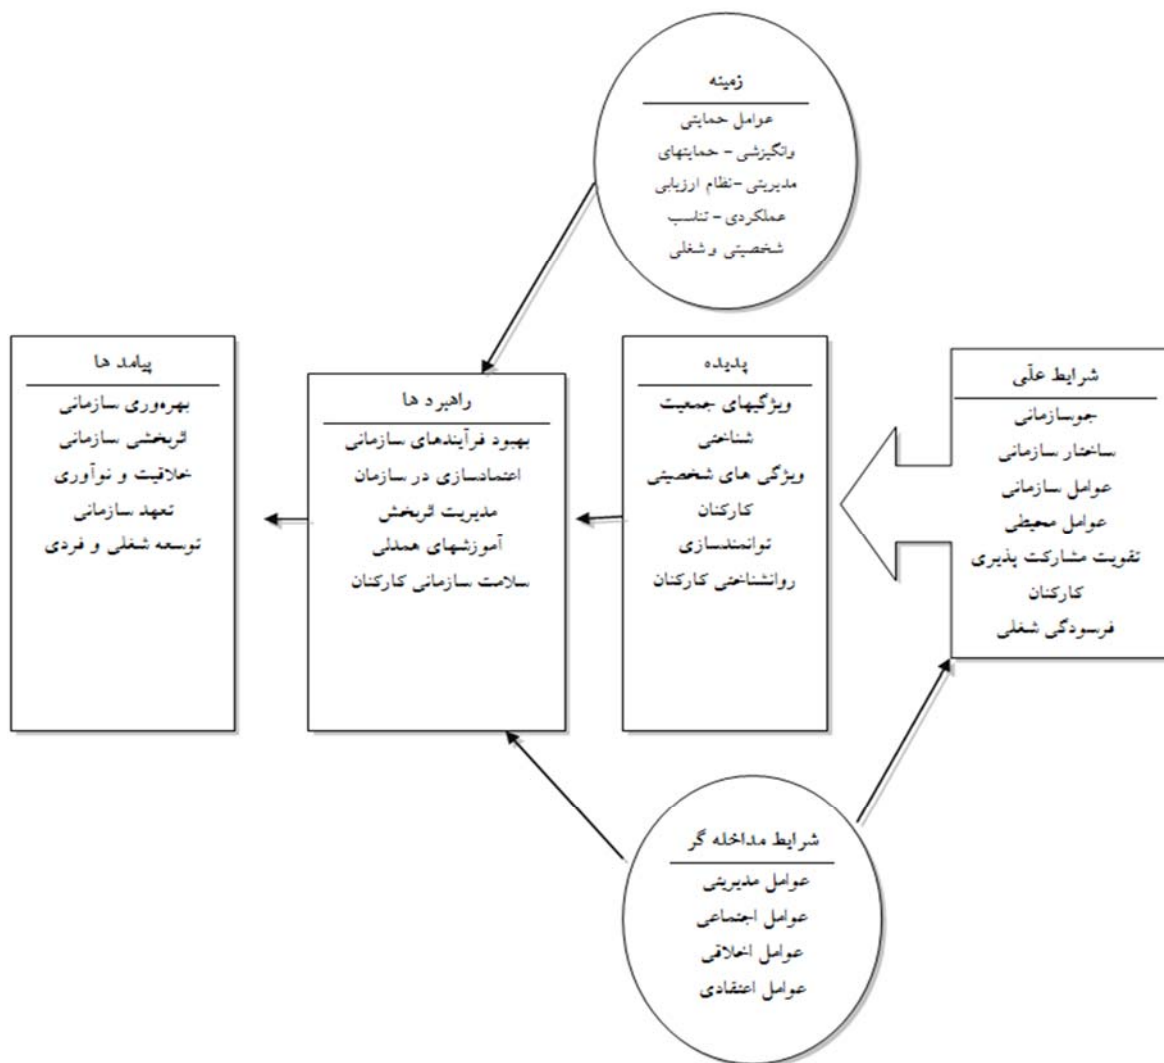 زمینه
عوامل حمایتی
وانگیزشی - حمایتهای
مدیریتی -نظام ارزیابی
عملکردی - تناسب
شخصیتی و شغلی
شرایط علّی
جوسازمانی
ساختار سازمانی
عوامل سازمانی
عوامل محیطی
تقویت مشارکت پذیری
کارکنان
فرسودگی شغلی
پدیده
ویژگیهای جمعیت
شناختی
ویژگی های شخصیتی
کارکنان
توانمندسازی
روانشناختی کارکنان
راهبرد ها
بهبود فرآیندهای سازمانی
اعتمادسازی در سازمان
مدیریت اثربخش
آموزشهای همدلی
سلامت سازمانی کارکنان
پیامد ها
بهره‌وری سازمانی
اثربخشی سازمانی
خلاقیت و نوآوری
تعهد سازمانی
توسعه شغلی و فردی
شرایط مداخله گر
عوامل مدیریتی
عوامل اجتماعی
عوامل اخلاقی
عوامل اعتقادی